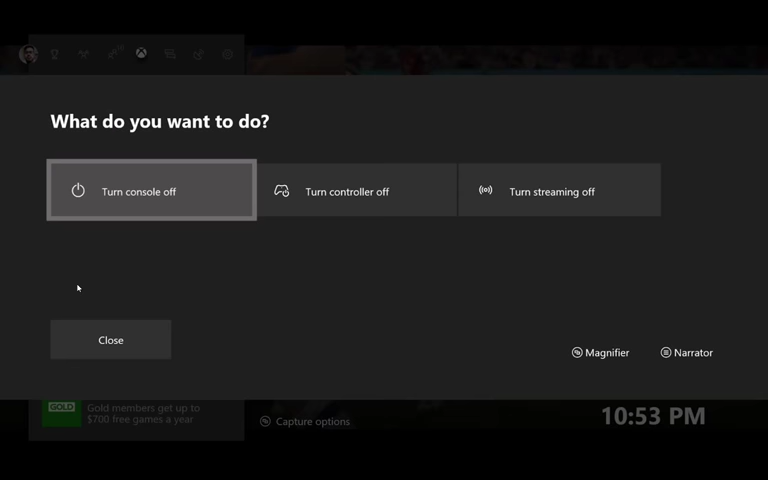 What do you want to do?
Turn console off
Turn controller off
Turn streaming off
Close
Magnifier
Narrator
GOLD
Gold members get up to
$700 free games a year
Capture options
10:53 PM